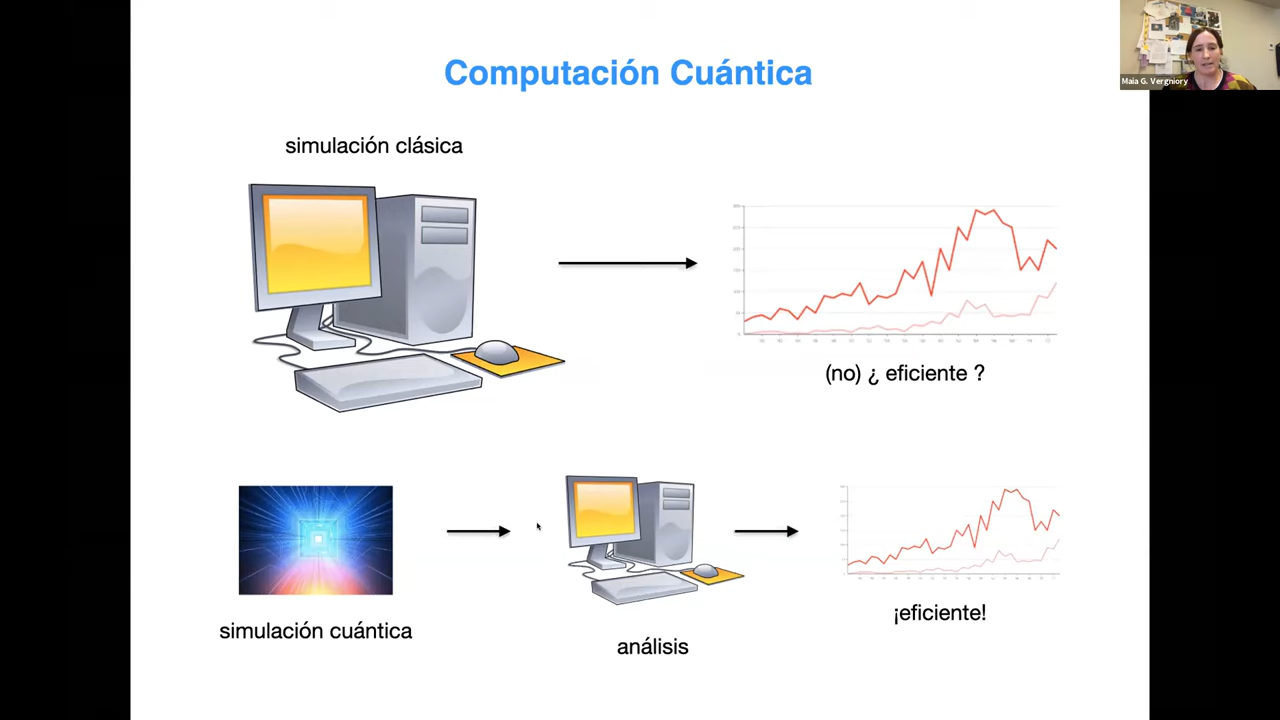 Computación Cuántica
Maia G. Vergniory
simulación clásica
(no) ¿ eficiente ?
simulación cuántica
análisis
¡eficiente!